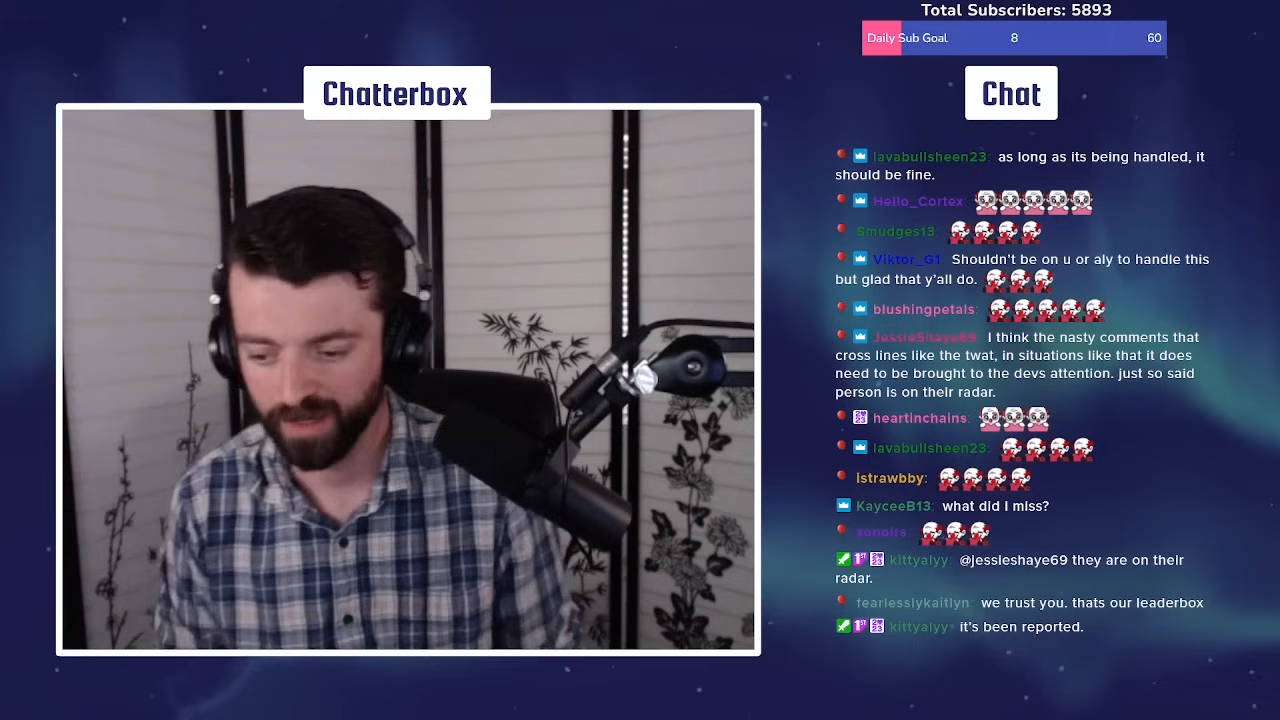 Total Subscribers: 5893
Daily Sub Goal 8 60
Chatterbox
Chat
lavabullsheen23: as long as its being handled, it
should be fine.
Hello_Cortex:
Smudges13:
Viktor_G1: Shouldn't be on u or aly to handle this
but glad that y'all do.
blushingpetals:
JessieShaye69: I think the nasty comments that
cross lines like the twat, in situations like that it does
need to be brought to the devs attention. just so said
person is on their radar.
heartinchains:
lavabullsheen23:
istrawbby:
KayceeB13: what did I miss?
xonoirs:
kittyalyy: @jessieshaye69 they are on their
radar.
fearlesslykaitlyn: we trust you. thats our leaderbox
kittyalyy: it's been reported.